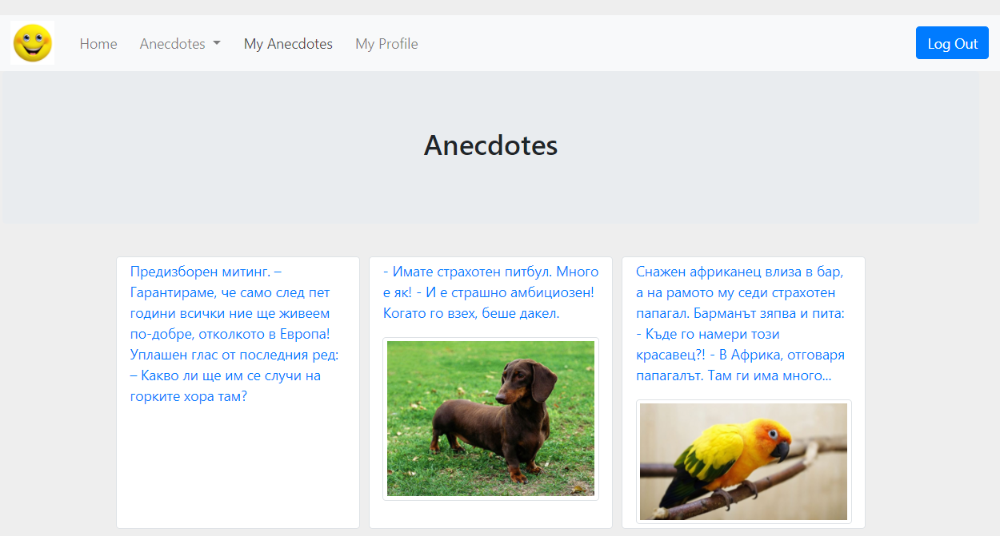 Home
Anecdotes
My Anecdotes
My Profile
Log Out
Anecdotes
Предизборен митинг. –
Гарантираме, че само след пет
години всички ние ще живеем
по-добре, отколкото в Европа!
Уплашен глас от последния ред:
– Какво ли ще им се случи на
горките хора там?
- Имате страхотен питбул. Много
е як! - И е страшно амбициозен!
Когато го взех, беше дакел.
Снажен африканец влиза в бар,
а на рамото му седи страхотен
папагал. Барманът зяпва и пита:
- Къде го намери този
красавец?! - В Африка, отговаря
папагалът. Там ги има много...